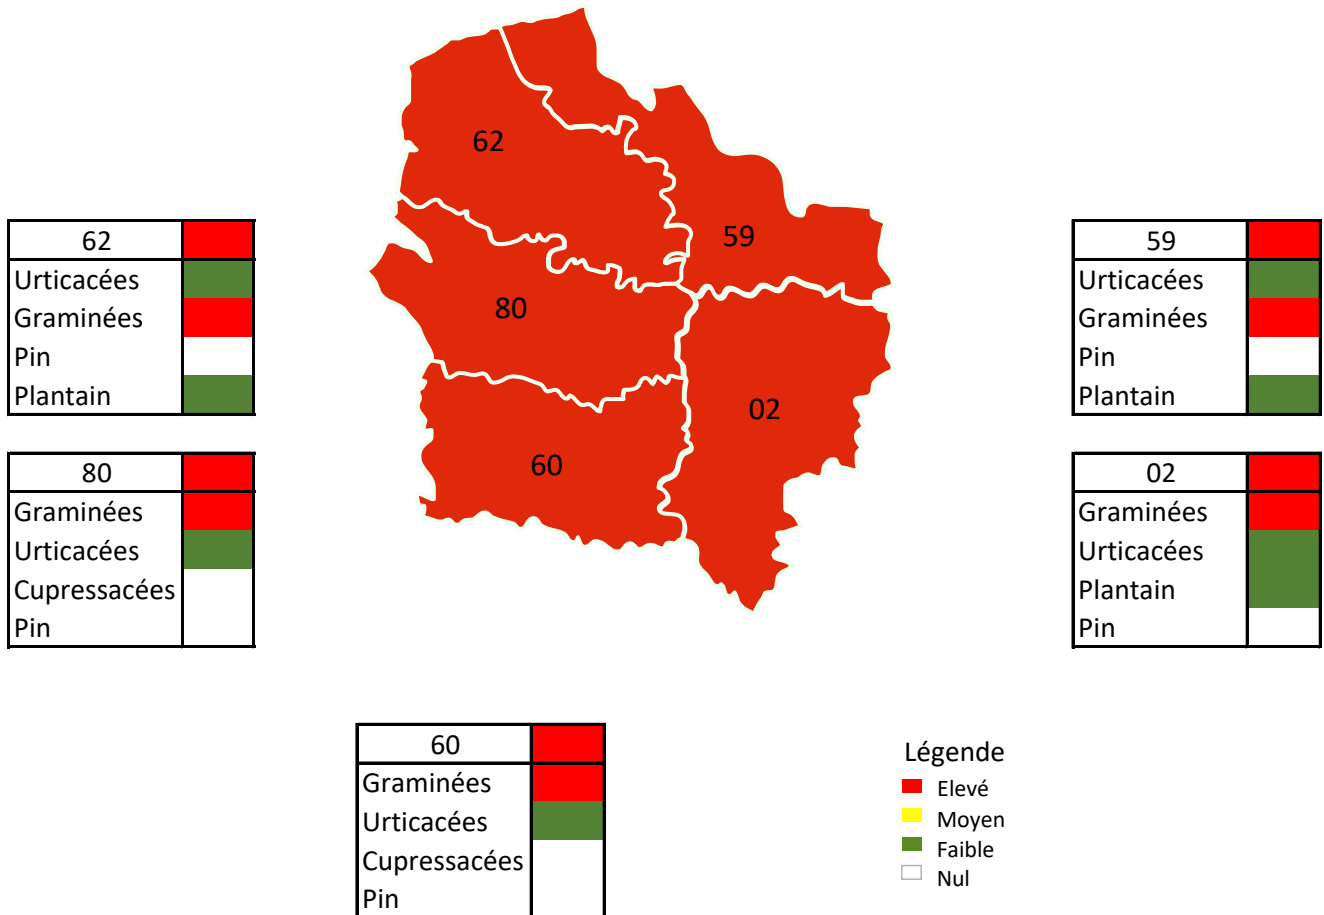 62
59
80
02
60
62
Urticacées
Graminées
Pin
Plantain
59
Urticacées
Graminées
Pin
Plantain
80
Graminées
Urticacées
Cupressacées
Pin
02
Graminées
Urticacées
Plantain
Pin
60
Graminées
Urticacées
Cupressacées
Pin
Légende
Elevé
Moyen
Faible
Nul